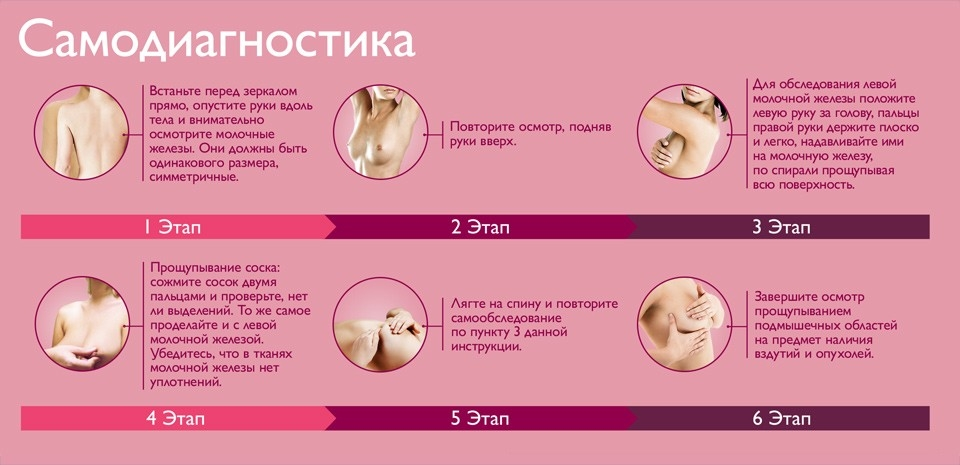 Самодиагностика
Встаньте перед зеркалом
прямо, опустите руки вдоль
тела и внимательно
осмотрите молочные
железы. Они должны быть
одинакового размера,
симметричные.
Повторите осмотр, подняв
руки вверх.
Для обследования левой
молочной железы положите
левую руку за голову, пальцы
правой руки держите плоско
и легко, надавливайте ими
на молочную железу,
по спирали прощупывая
всю поверхность.
1 Этап
2 Этап
3 Этап
Прощупывание соска:
сожмите сосок двумя
пальцами и проверьте, нет
ли выделений. То же самое
проделайте и с левой
молочной железой.
Убедитесь, что в тканях
молочной железы нет
уплотнений.
Лягте на спину и повторите
самообследование
по пункту 3 данной
инструкции.
Завершите осмотр
прощупыванием
подмышечных областей
на предмет наличия
вздутий и опухолей.
4 Этап
5 Этап
6 Этап